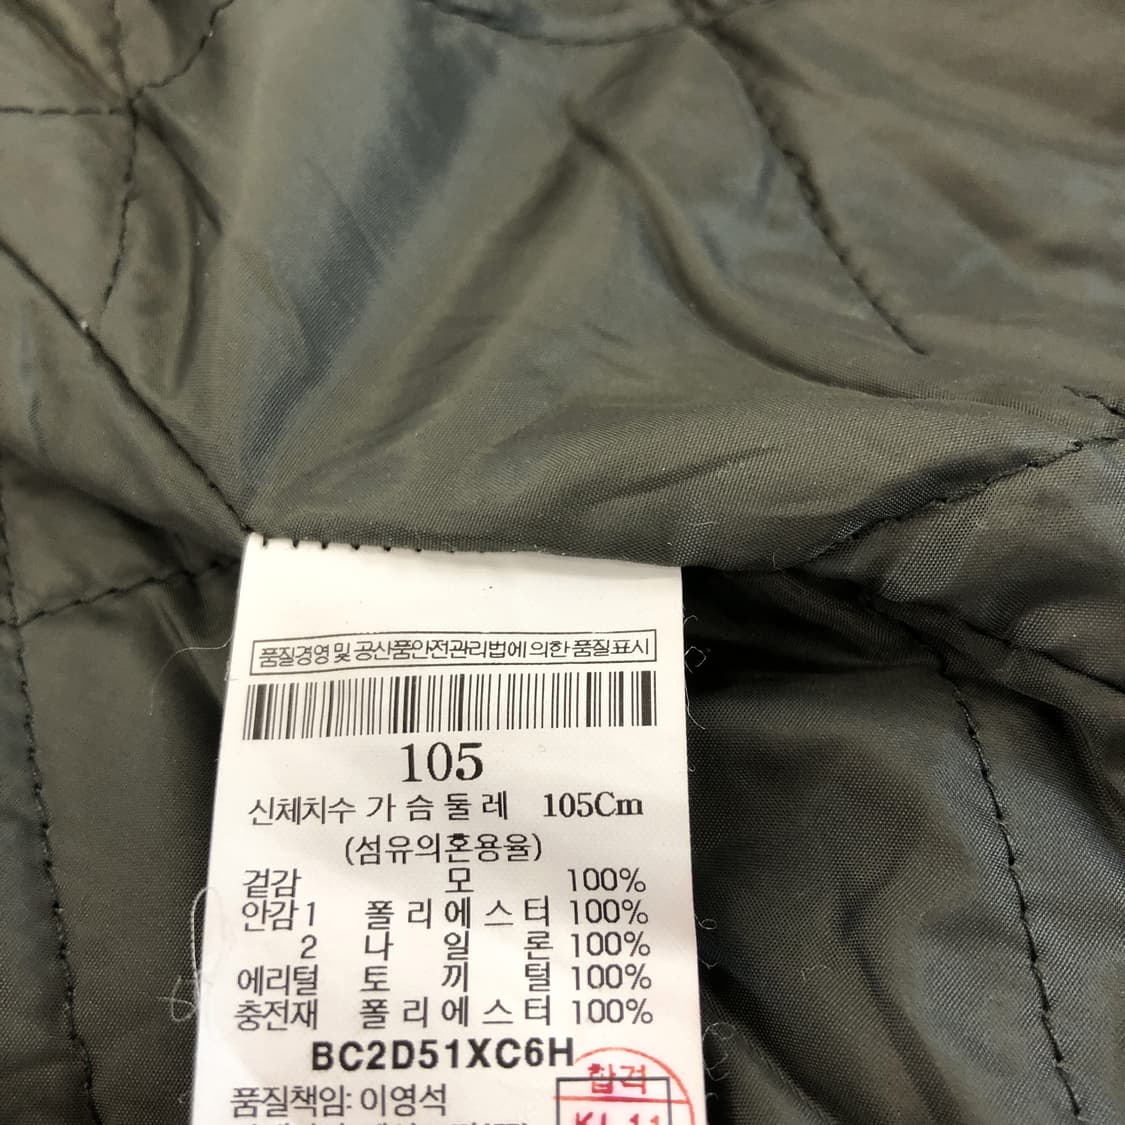 품질경영 및 공산품안전관리법에 의한 품질표시
105
신체치수 가 슴 둘 레 105Cm
(섬유의혼용율)
겉감 모 100%
안감1 폴 리 에 스 터 100%
2 나 일 론 100%
에리털 토 끼 털 100%
충전재 폴 리 에 스 터 100%
BC2D51XC6H
합격
품질책임: 이영석